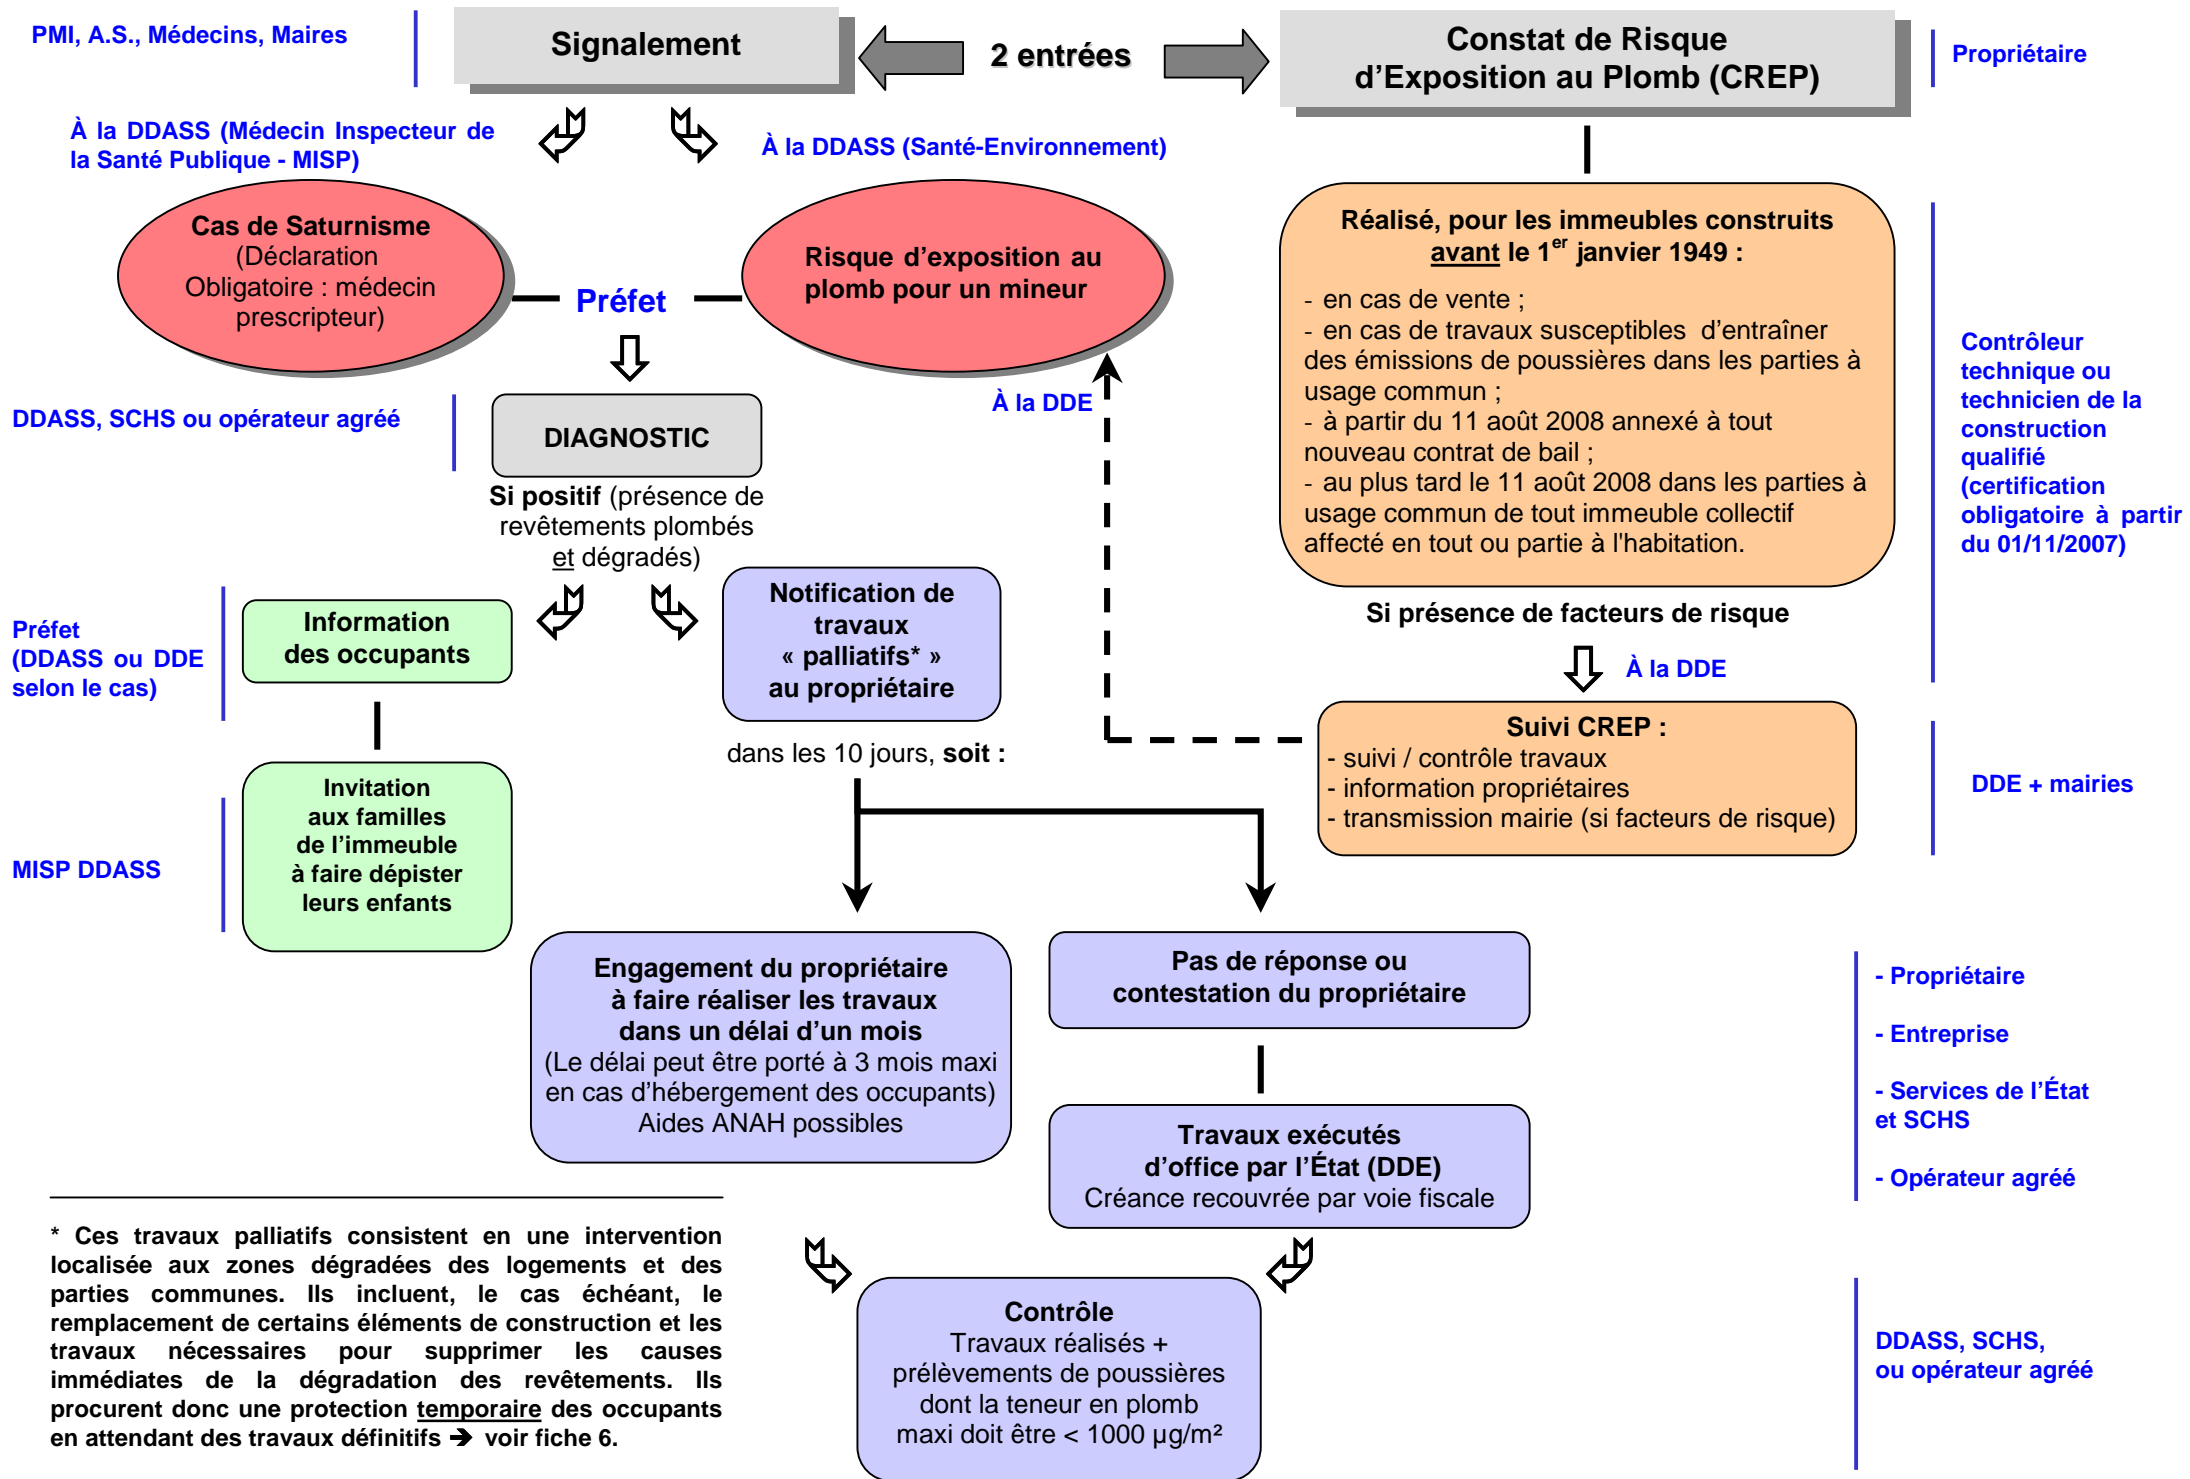 PMI, A.S., Médecins, Maires
Signalement
2 entrées
Constat de Risque
d’Exposition au Plomb (CREP)
Propriétaire
À la DDASS (Médecin Inspecteur de
la Santé Publique - MISP)
À la DDASS (Santé-Environnement)
Cas de Saturnisme
(Déclaration
Obligatoire : médecin
prescripteur)
Préfet
Risque d’exposition au
plomb pour un mineur
Réalisé, pour les immeubles construits
avant le 1er janvier 1949 :
- en cas de vente ;
- en cas de travaux susceptibles d’entraîner
des émissions de poussières dans les parties à
usage commun ;
- à partir du 11 août 2008 annexé à tout
nouveau contrat de bail ;
- au plus tard le 11 août 2008 dans les parties à
usage commun de tout immeuble collectif
affecté en tout ou partie à l'habitation.
Contrôleur
technique ou
technicien de la
construction
qualifié
(certification
obligatoire à partir
du 01/11/2007)
À la DDE
DDASS, SCHS ou opérateur agréé
DIAGNOSTIC
Si positif (présence de
revêtements plombés
et dégradés)
Préfet
(DDASS ou DDE
selon le cas)
Information
des occupants
Notification de
travaux
« palliatifs* »
au propriétaire
Si présence de facteurs de risque
À la DDE
Suivi CREP :
- suivi / contrôle travaux
- information propriétaires
- transmission mairie (si facteurs de risque)
DDE + mairies
dans les 10 jours, soit :
MISP DDASS
Invitation
aux familles
de l’immeuble
à faire dépister
leurs enfants
Engagement du propriétaire
à faire réaliser les travaux
dans un délai d’un mois
(Le délai peut être porté à 3 mois maxi
en cas d’hébergement des occupants)
Aides ANAH possibles
Pas de réponse ou
contestation du propriétaire
Travaux exécutés
d’office par l’État (DDE)
Créance recouvrée par voie fiscale
- Propriétaire
- Entreprise
- Services de l’État
et SCHS
- Opérateur agréé
* Ces travaux palliatifs consistent en une intervention
localisée aux zones dégradées des logements et des
parties communes. Ils incluent, le cas échéant, le
remplacement de certains éléments de construction et les
travaux nécessaires pour supprimer les causes
immédiates de la dégradation des revêtements. Ils
procurent donc une protection temporaire des occupants
en attendant des travaux définitifs ➔ voir fiche 6.
Contrôle
Travaux réalisés +
prélèvements de poussières
dont la teneur en plomb
maxi doit être < 1000 µg/m²
DDASS, SCHS,
ou opérateur agréé